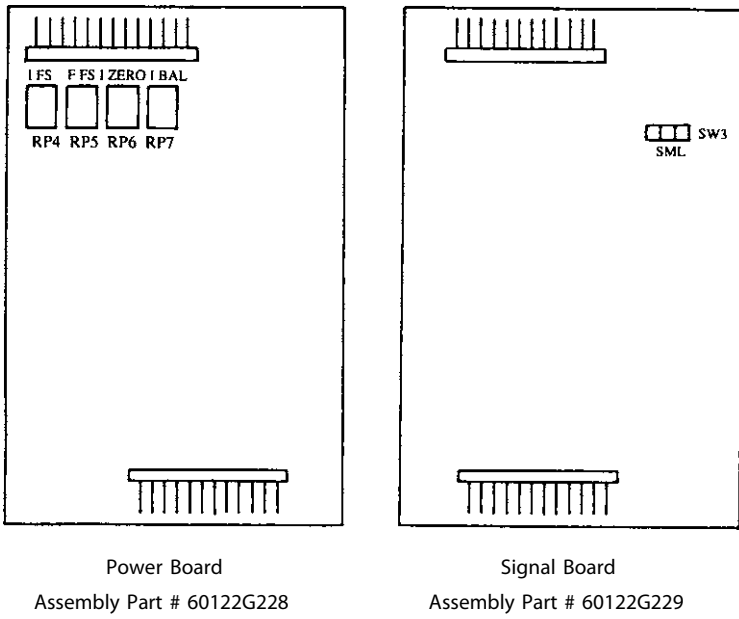 I FS F FS I ZERO I BAL
RP4 RP5 RP6 RP7
SW3
SML
Power Board
Assembly Part # 60122G228
Signal Board
Assembly Part # 60122G229